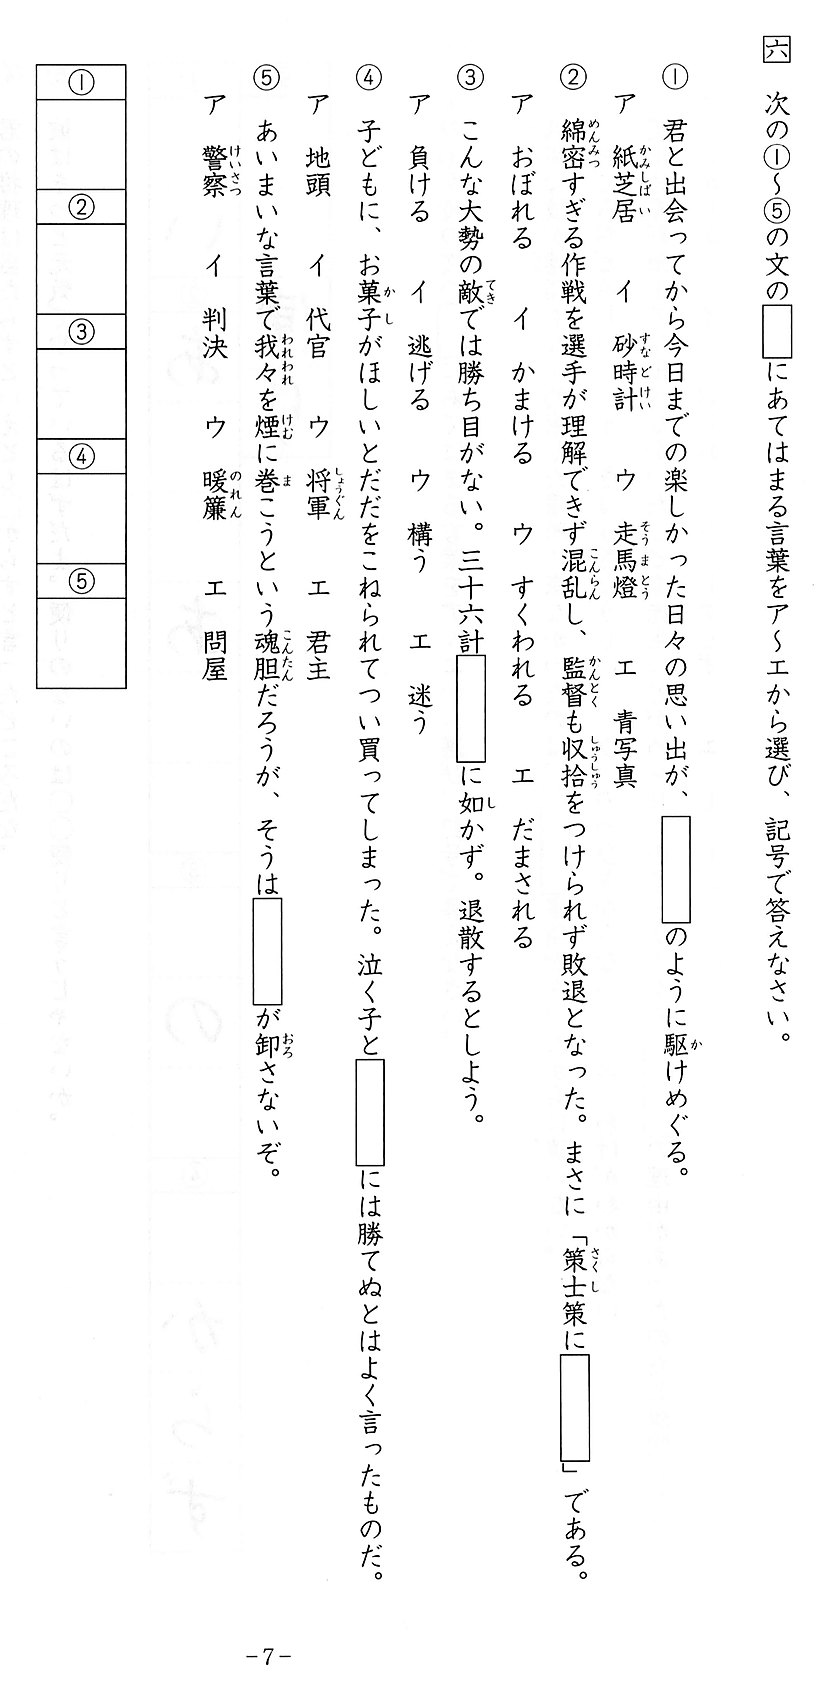 六 次の①～⑤の文の□にあてはまる言葉をア～エから選び、記号で答えなさい。
① 君と出会ってから今日までの楽しかった日々の思い出が、□のように駆けめぐる。
ア 紙芝居 イ 砂時計 ウ 走馬燈 エ 青写真
② 綿密すぎる作戦を選手が理解できず混乱し、監督も収拾をつけられず敗退となった。まさに「策士策に□」である。
ア おぼれる イ かまける ウ すくわれる エ だまされる
③ こんな大勢の敵では勝ち目がない。三十六計□に如かず。退散するとしよう。
ア 負ける イ 逃げる ウ 構う エ 迷う
④ 子どもに、お菓子がほしいとだだをこねられてつい買ってしまった。泣く子と□には勝てぬとはよく言ったものだ。
ア 地頭 イ 代官 ウ 将軍 エ 君主
⑤ あいまいな言葉で我々を煙に巻こうという魂胆だろうが、そうは□が卸さないぞ。
ア 警察 イ 判決 ウ 暖簾 エ 問屋
①
②
③
④
⑤
-7-